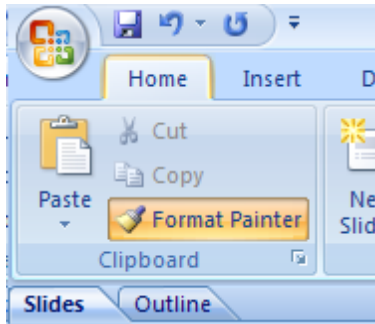 Home Insert
Cut
Copy
Paste
Format Painter
Clipboard
Slides Outline